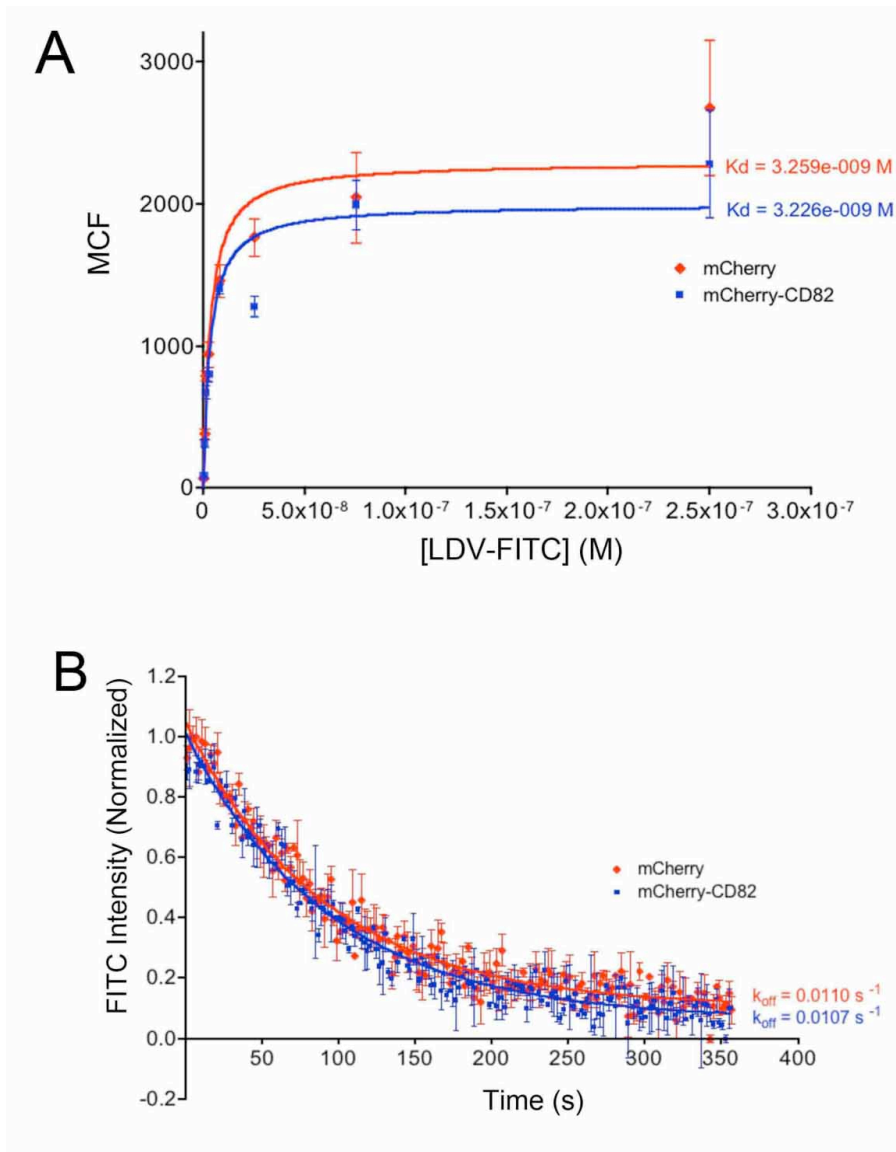 A
3000
2000
1000
0
MCF
Kd = 3.259e-009 M
Kd = 3.226e-009 M
mCherry
mCherry-CD82
0 5.0x10⁻⁸ 1.0x10⁻⁷ 1.5x10⁻⁷ 2.0x10⁻⁷ 2.5x10⁻⁷ 3.0x10⁻⁷
[LDV-FITC] (M)
B
1.2
1.0
0.8
0.6
0.4
0.2
0.0
-0.2
FITC Intensity (Normalized)
mCherry
mCherry-CD82
k_off = 0.0110 s⁻¹
k_off = 0.0107 s⁻¹
50 100 150 200 250 300 350 400
Time (s)